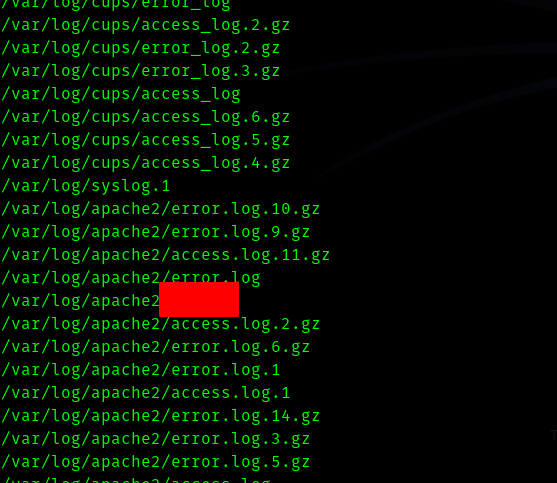 /var/log/cups/error_log
/var/log/cups/access_log.2.gz
/var/log/cups/error_log.2.gz
/var/log/cups/error_log.3.gz
/var/log/cups/access_log
/var/log/cups/access_log.6.gz
/var/log/cups/access_log.5.gz
/var/log/cups/access_log.4.gz
/var/log/syslog.1
/var/log/apache2/error.log.10.gz
/var/log/apache2/error.log.9.gz
/var/log/apache2/access.log.11.gz
/var/log/apache2/error.log
/var/log/apache2
/var/log/apache2/access.log.2.gz
/var/log/apache2/error.log.6.gz
/var/log/apache2/error.log.1
/var/log/apache2/access.log.1
/var/log/apache2/error.log.14.gz
/var/log/apache2/error.log.3.gz
/var/log/apache2/error.log.5.gz
/var/log/apache2/access.log